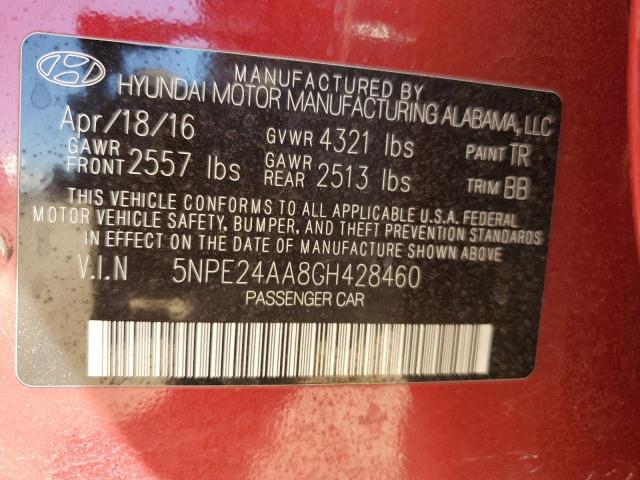 MANUFACTURED BY
HYUNDAI MOTOR MANUFACTURING ALABAMA, LLC
Apr/18/16 GVWR 4321 lbs PAINT TR
GAWR FRONT 2557 lbs GAWR REAR 2513 lbs TRIM BB
THIS VEHICLE CONFORMS TO ALL APPLICABLE U.S.A. FEDERAL
MOTOR VEHICLE SAFETY, BUMPER, AND THEFT PREVENTION STANDARDS
IN EFFECT ON THE DATE OF MANUFACTURE SHOWN ABOVE.
V.I.N 5NPE24AA8GH428460
PASSENGER CAR